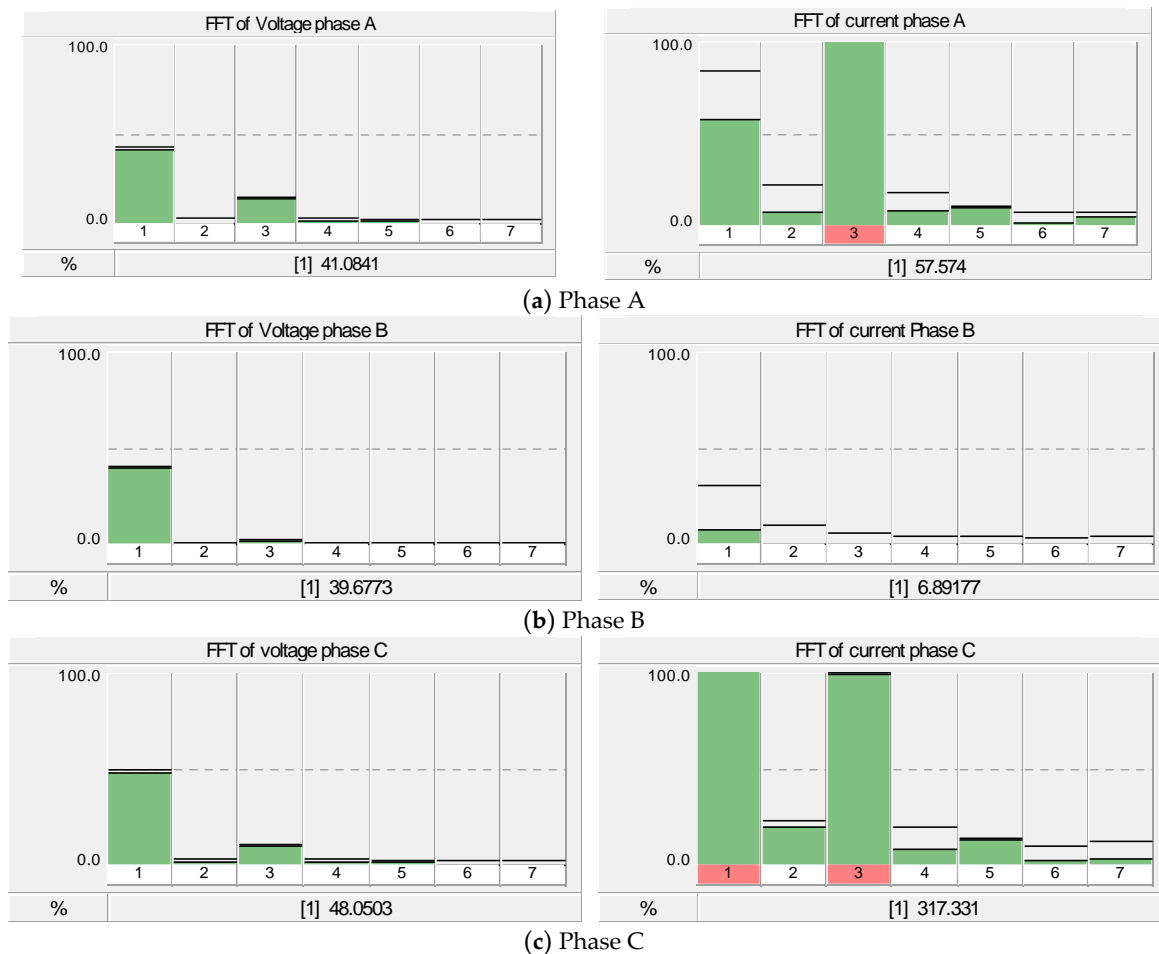 FFT of Voltage phase A
100.0
0.0
1 2 3 4 5 6 7
% [1] 41.0841
FFT of current phase A
100.0
0.0
1 2 3 4 5 6 7
% [1] 57.574
(a) Phase A
FFT of Voltage phase B
100.0
0.0
1 2 3 4 5 6 7
% [1] 39.6773
FFT of current Phase B
100.0
0.0
1 2 3 4 5 6 7
% [1] 6.89177
(b) Phase B
FFT of voltage phase C
100.0
0.0
1 2 3 4 5 6 7
% [1] 48.0503
FFT of current phase C
100.0
0.0
1 2 3 4 5 6 7
% [1] 317.331
(c) Phase C